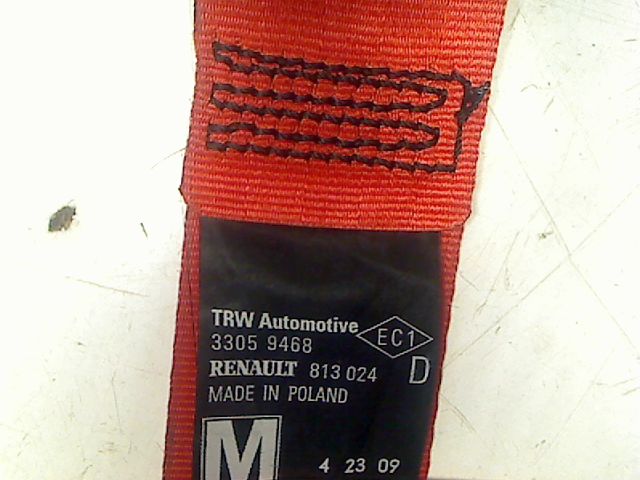 TRW Automotive EC1
3305 9468
RENAULT 813 024 D
MADE IN POLAND
M 4 23 09